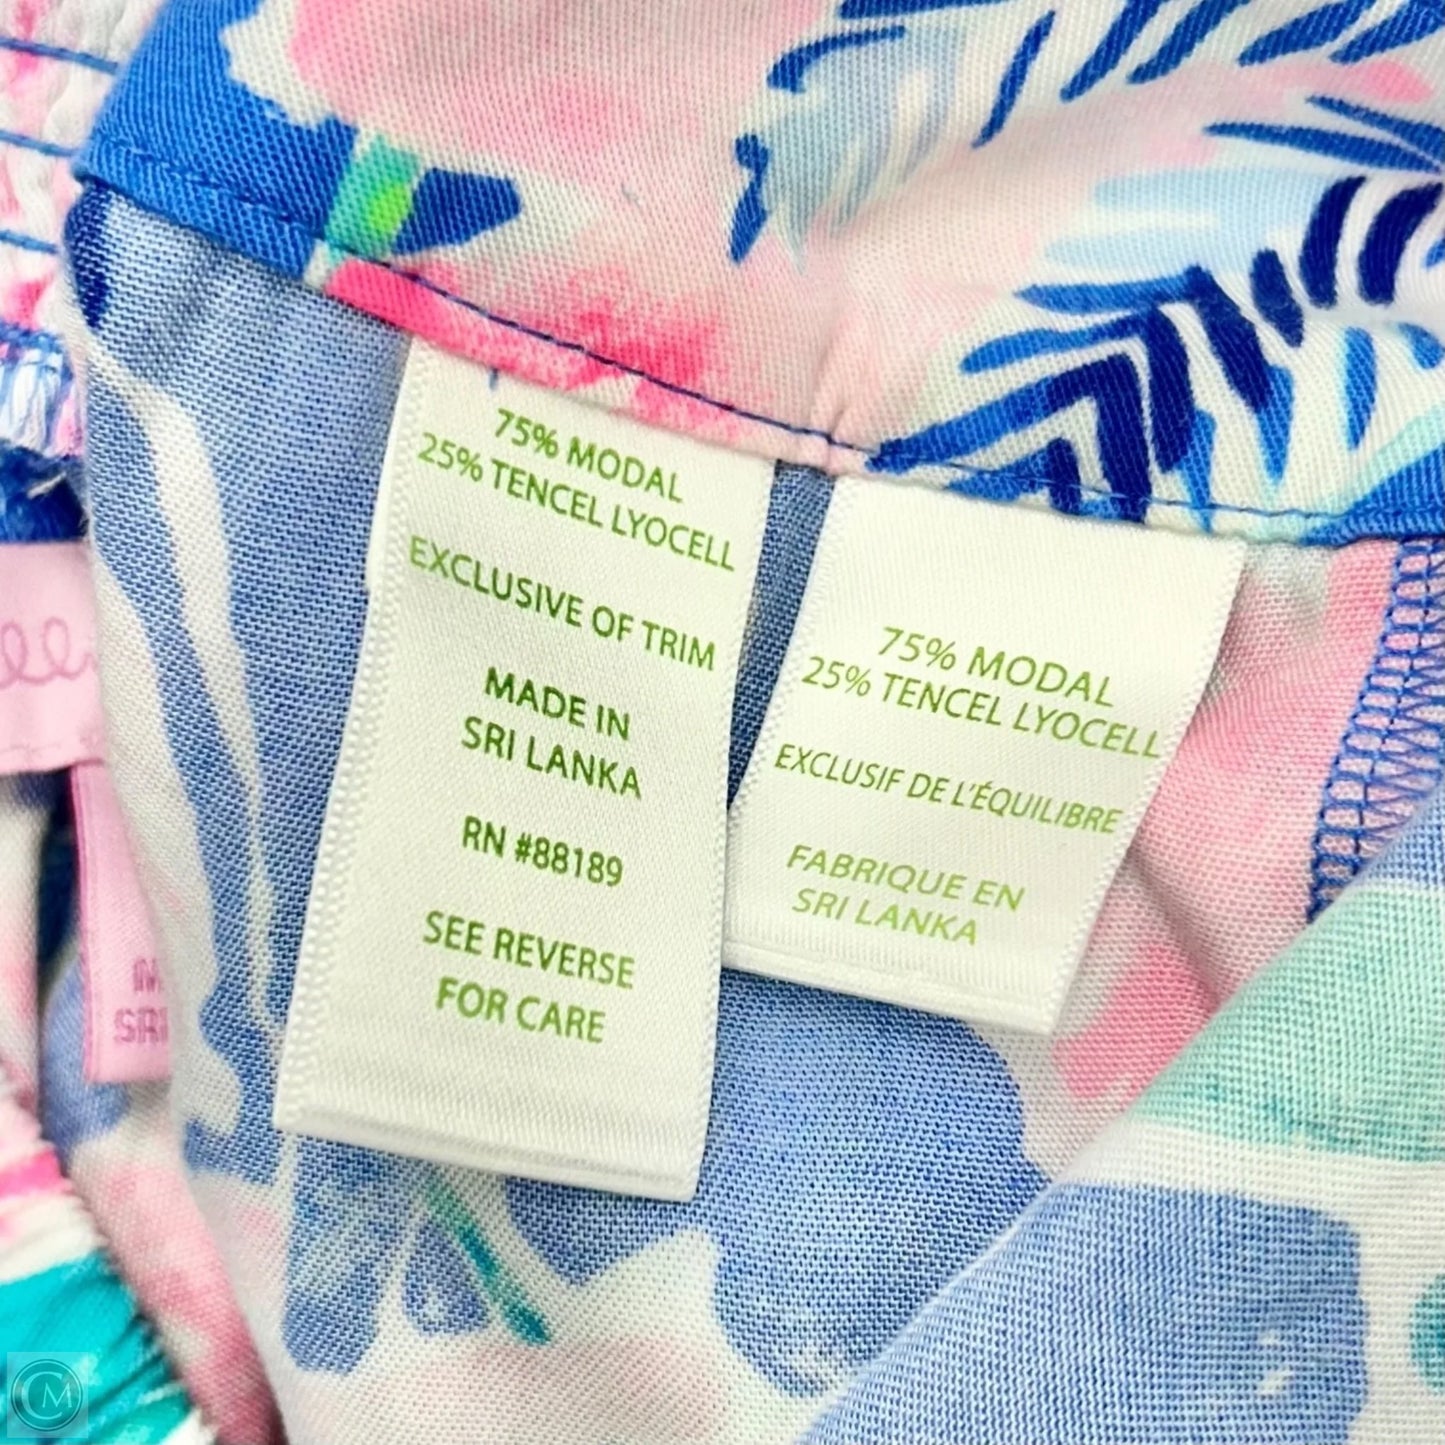 75% MODAL
25% TENCEL LYOCELL
EXCLUSIVE OF TRIM
MADE IN
SRI LANKA
RN #88189
SEE REVERSE
FOR CARE
75% MODAL
25% TENCEL LYOCELL
EXCLUSIF DE L'ÉQUILIBRE
FABRIQUE EN
SRI LANKA